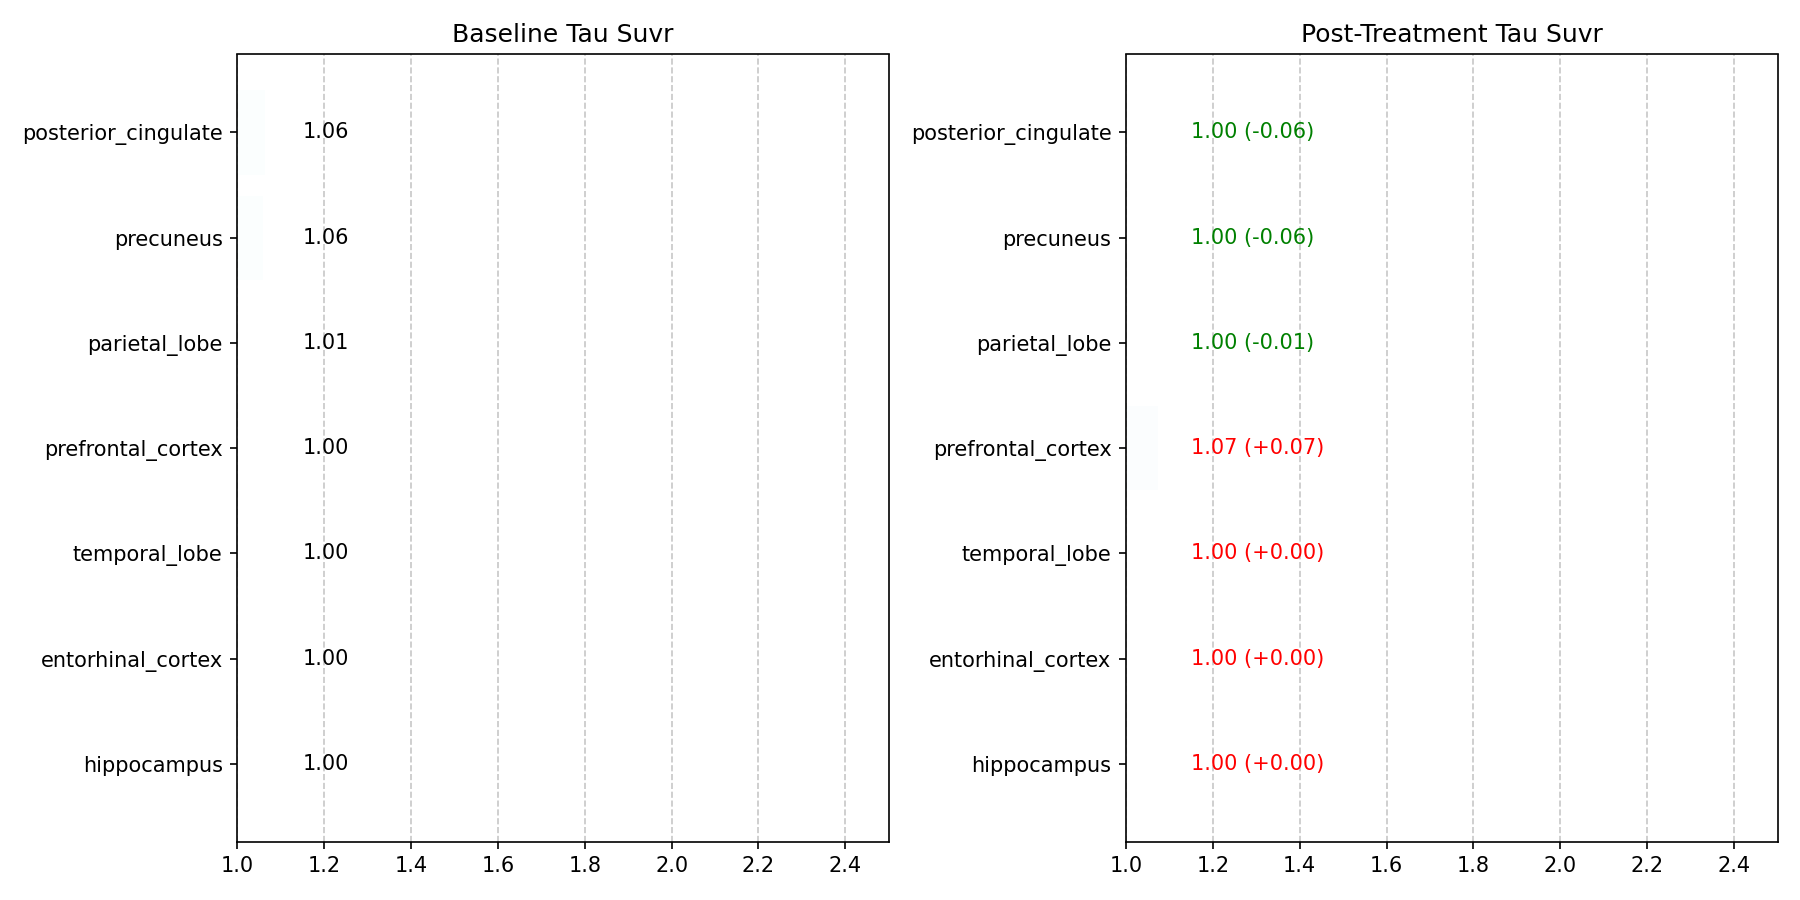 Baseline Tau Suvr
posterior_cingulate 1.06
precuneus 1.06
parietal_lobe 1.01
prefrontal_cortex 1.00
temporal_lobe 1.00
entorhinal_cortex 1.00
hippocampus 1.00
1.0 1.2 1.4 1.6 1.8 2.0 2.2 2.4
Post-Treatment Tau Suvr
posterior_cingulate 1.00 (-0.06)
precuneus 1.00 (-0.06)
parietal_lobe 1.00 (-0.01)
prefrontal_cortex 1.07 (+0.07)
temporal_lobe 1.00 (+0.00)
entorhinal_cortex 1.00 (+0.00)
hippocampus 1.00 (+0.00)
1.0 1.2 1.4 1.6 1.8 2.0 2.2 2.4